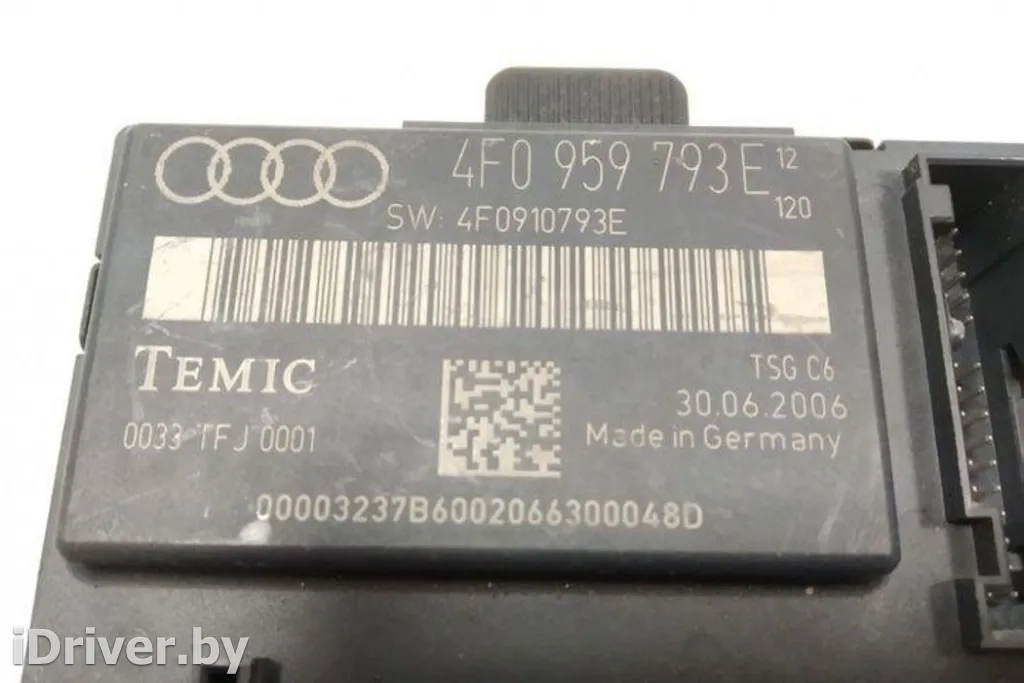 4F0 959 793E 12
120
SW: 4F0910793E
TEMIC
TSG C6
30.06.2006
0033 TFJ 0001
Made in Germany
00003237B6002066300048D
iDriver.by